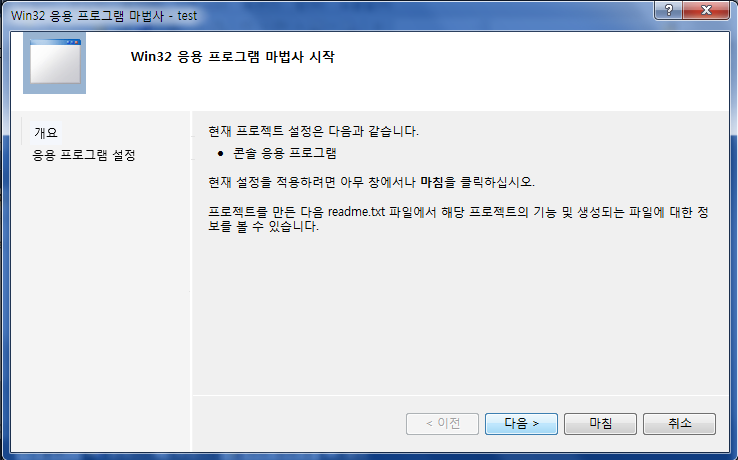 Win32 응용 프로그램 마법사 - test
Win32 응용 프로그램 마법사 시작
개요
응용 프로그램 설정
현재 프로젝트 설정은 다음과 같습니다.
• 콘솔 응용 프로그램
현재 설정을 적용하려면 아무 창에서나 마침을 클릭하십시오.
프로젝트를 만든 다음 readme.txt 파일에서 해당 프로젝트의 기능 및 생성되는 파일에 대한 정
보를 볼 수 있습니다.
< 이전
다음 >
마침
취소